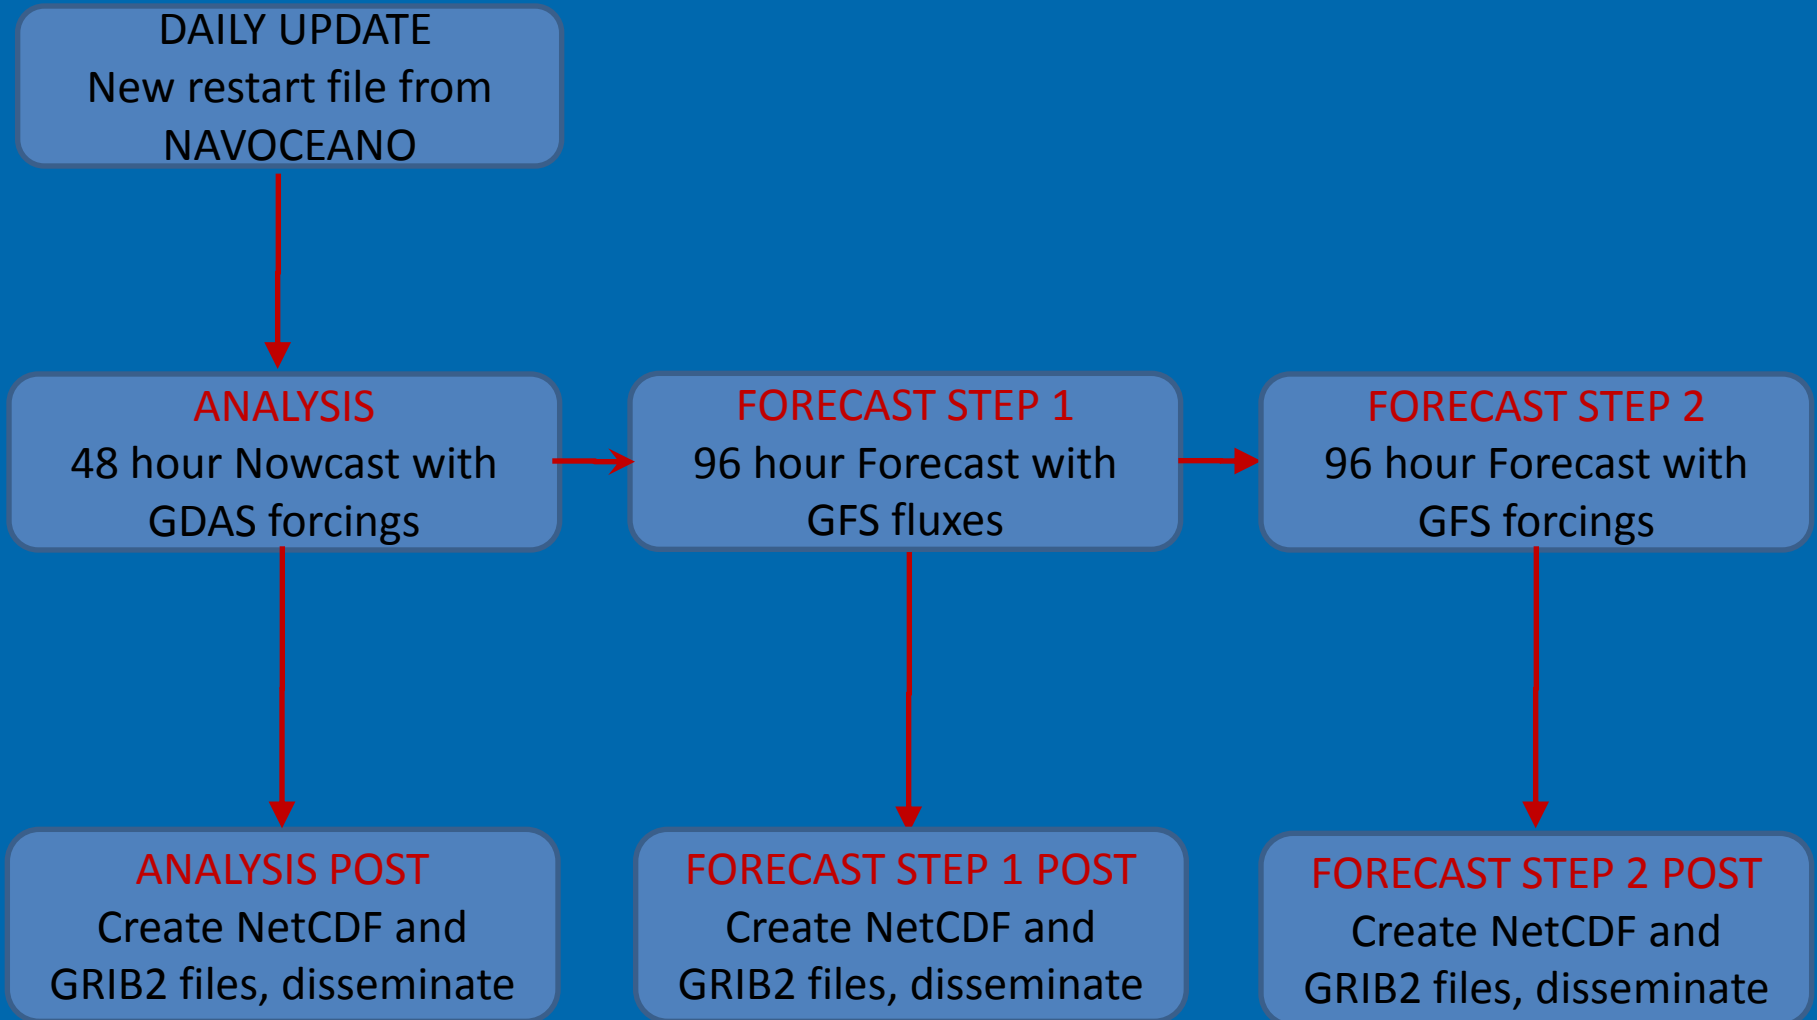 DAILY UPDATE
New restart file from
NAVOCEANO
ANALYSIS
48 hour Nowcast with
GDAS forcings
FORECAST STEP 1
96 hour Forecast with
GFS fluxes
FORECAST STEP 2
96 hour Forecast with
GFS forcings
ANALYSIS POST
Create NetCDF and
GRIB2 files, disseminate
FORECAST STEP 1 POST
Create NetCDF and
GRIB2 files, disseminate
FORECAST STEP 2 POST
Create NetCDF and
GRIB2 files, disseminate